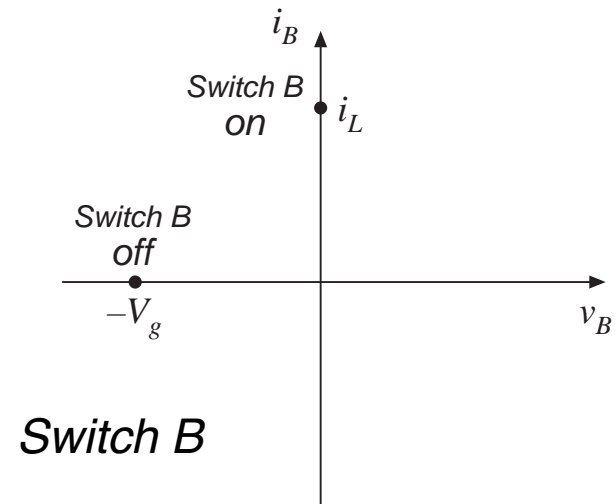 i_B
Switch B
on
i_L
Switch B
off
–V_g
v_B
Switch B